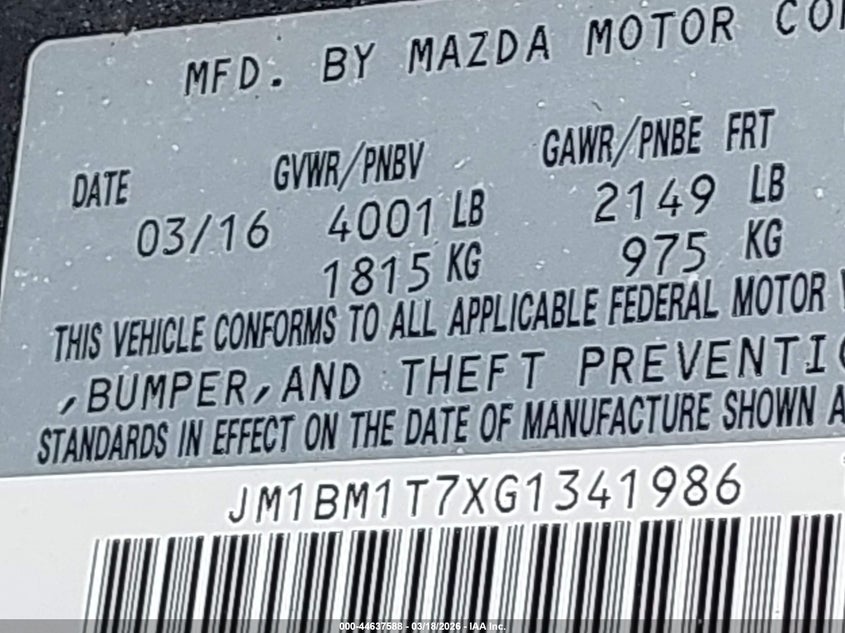 MFD. BY MAZDA MOTOR CO
DATE GVWR/PNBV GAWR/PNBE FRT
03/16 4001 LB 2149 LB
1815 KG 975 KG
THIS VEHICLE CONFORMS TO ALL APPLICABLE FEDERAL MOTOR
,BUMPER,AND THEFT PREVENTI
STANDARDS IN EFFECT ON THE DATE OF MANUFACTURE SHOWN A
JM1BM1T7XG1341986
000-44637588 - 03/18/2026 - IAA Inc.